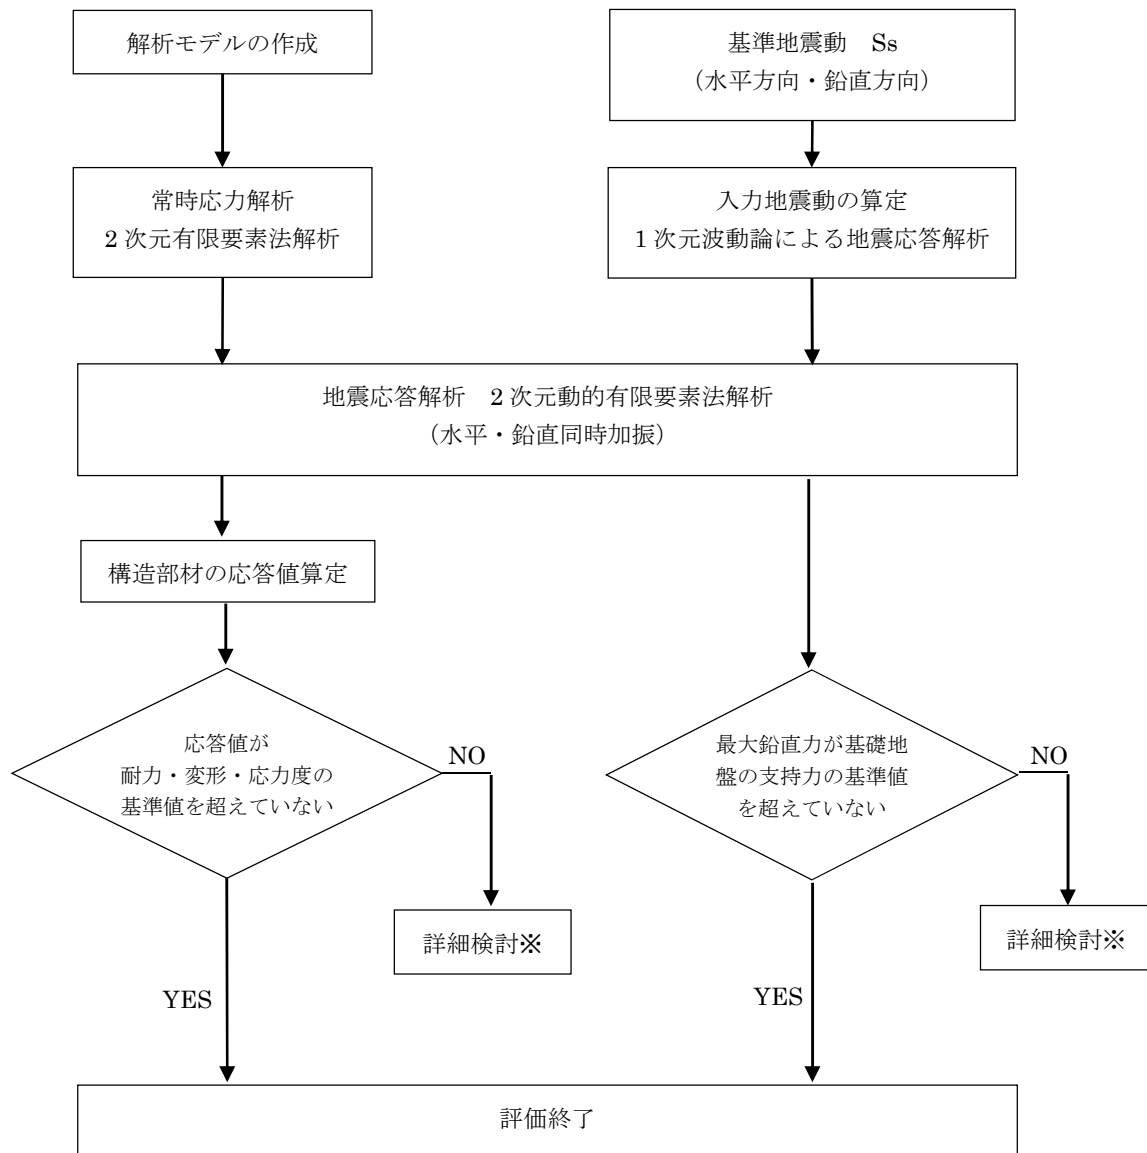 解析モデルの作成
基準地震動　Ss
（水平方向・鉛直方向）
常時応力解析
2 次元有限要素法解析
入力地震動の算定
1 次元波動論による地震応答解析
地震応答解析　2 次元動的有限要素法解析
（水平・鉛直同時加振）
構造部材の応答値算定
応答値が
耐力・変形・応力度の
基準値を超えていない
NO
最大鉛直力が基礎地
盤の支持力の基準値
を超えていない
NO
詳細検討※
詳細検討※
YES
YES
評価終了